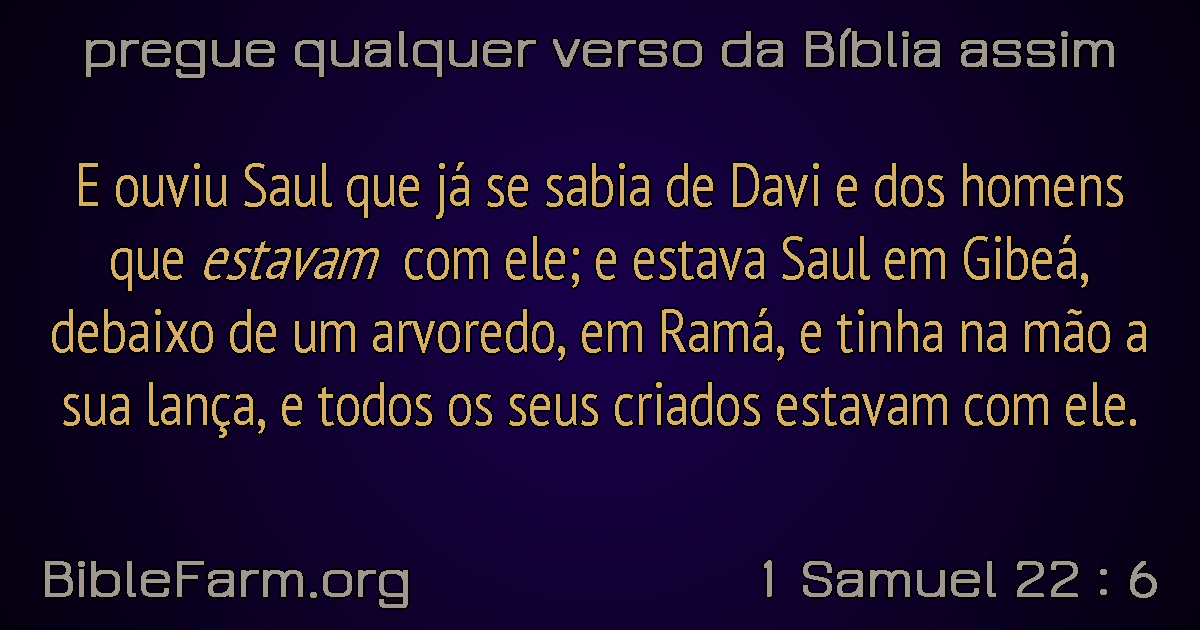 pregue qualquer verso da Bíblia assim
E ouviu Saul que já se sabia de Davi e dos homens
que estavam com ele; e estava Saul em Gibeá,
debaixo de um arvoredo, em Ramá, e tinha na mão a
sua lança, e todos os seus criados estavam com ele.
BibleFarm.org
1 Samuel 22 : 6